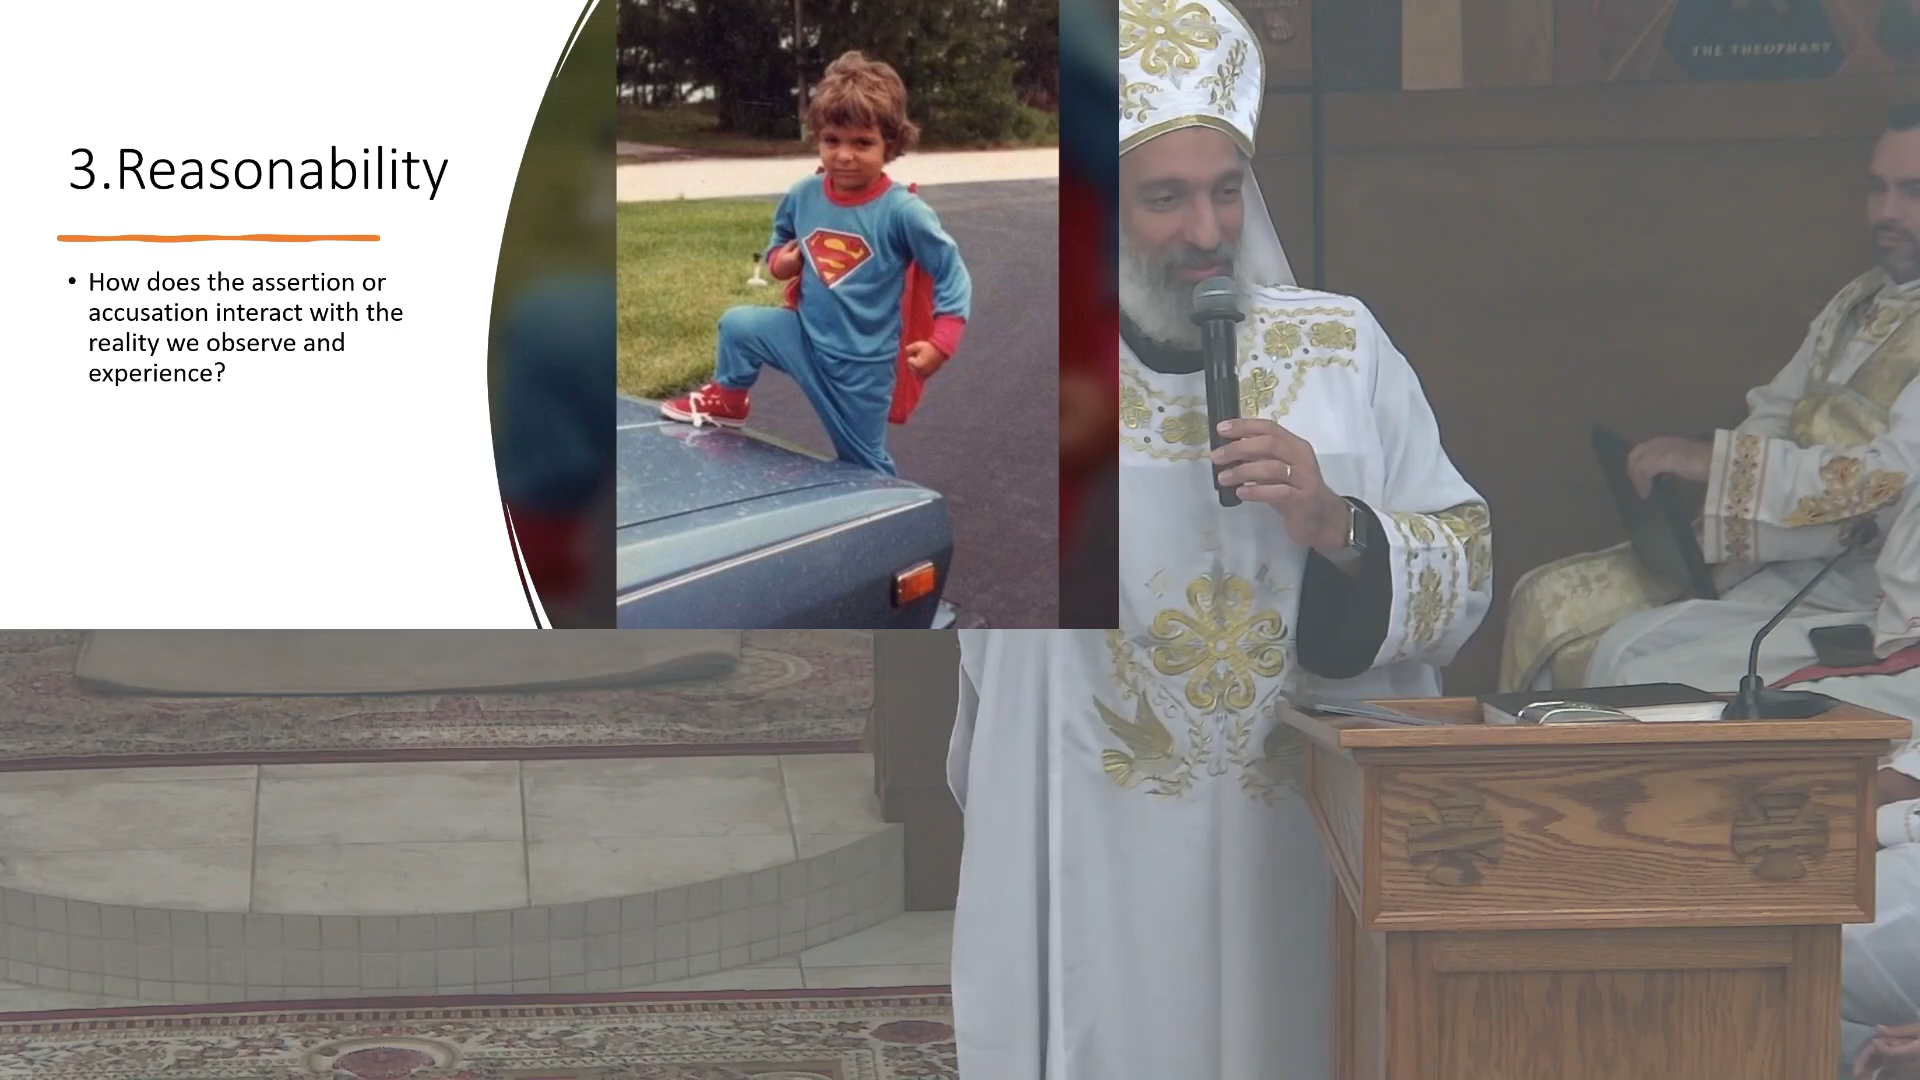 3.Reasonability
• How does the assertion or
accusation interact with the
reality we observe and
experience?
THE THEOPHANY